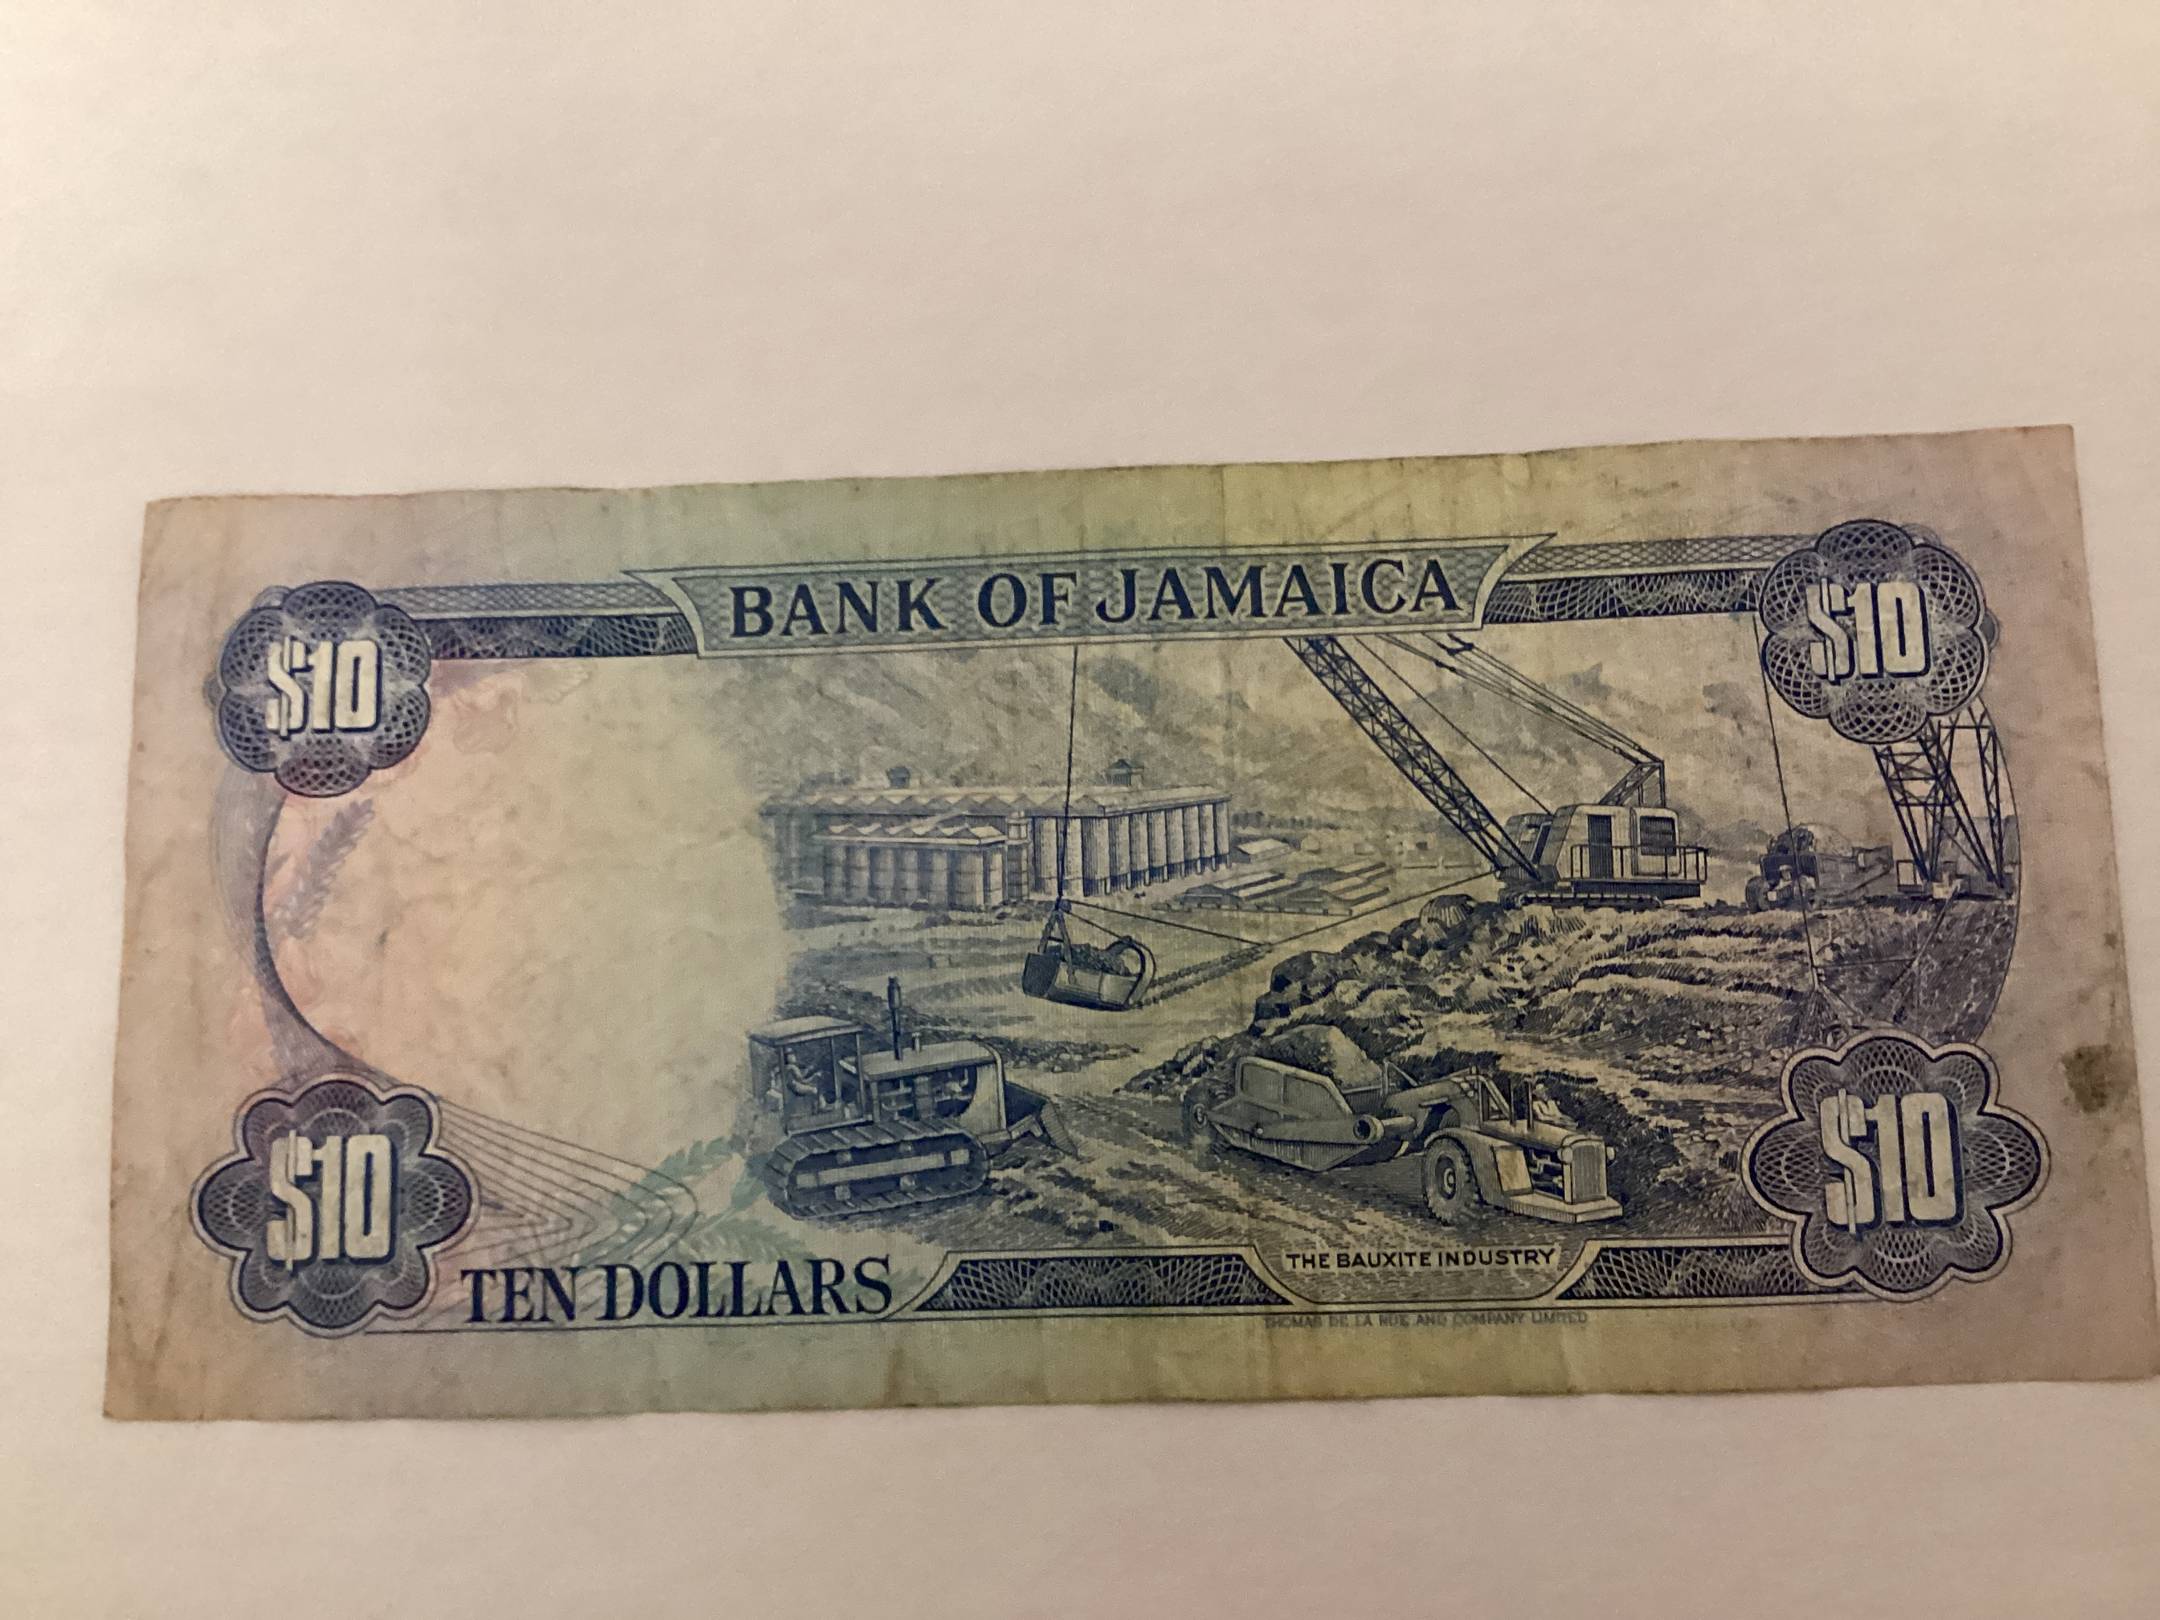 BANK OF JAMAICA
$10
$10
$10
$10
TEN DOLLARS
THE BAUXITE INDUSTRY
THOMAS DE LA RUE AND COMPANY LIMITED